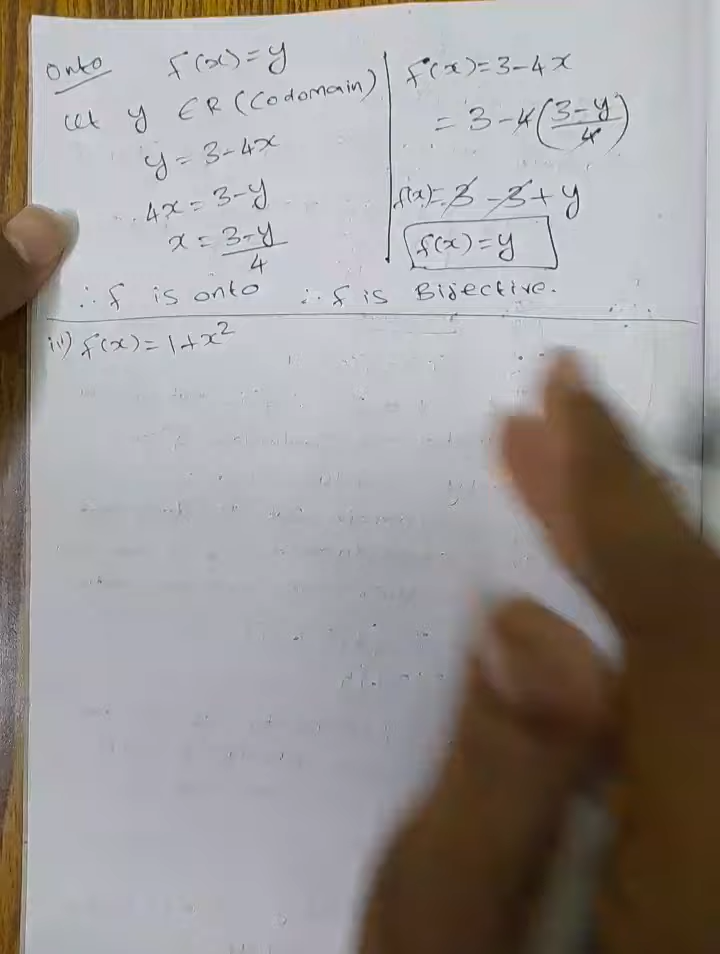 Onto f(x)=y
Let y ∈R (Codomain)
y = 3-4x
4x = 3-y
x = 3-y/4
f(x)=3-4x
= 3-4(3-y/4)
f(x)=3-3+y
f(x)=y
∴ f is onto ∴ f is Bijective.
ii) f(x)=1+x²